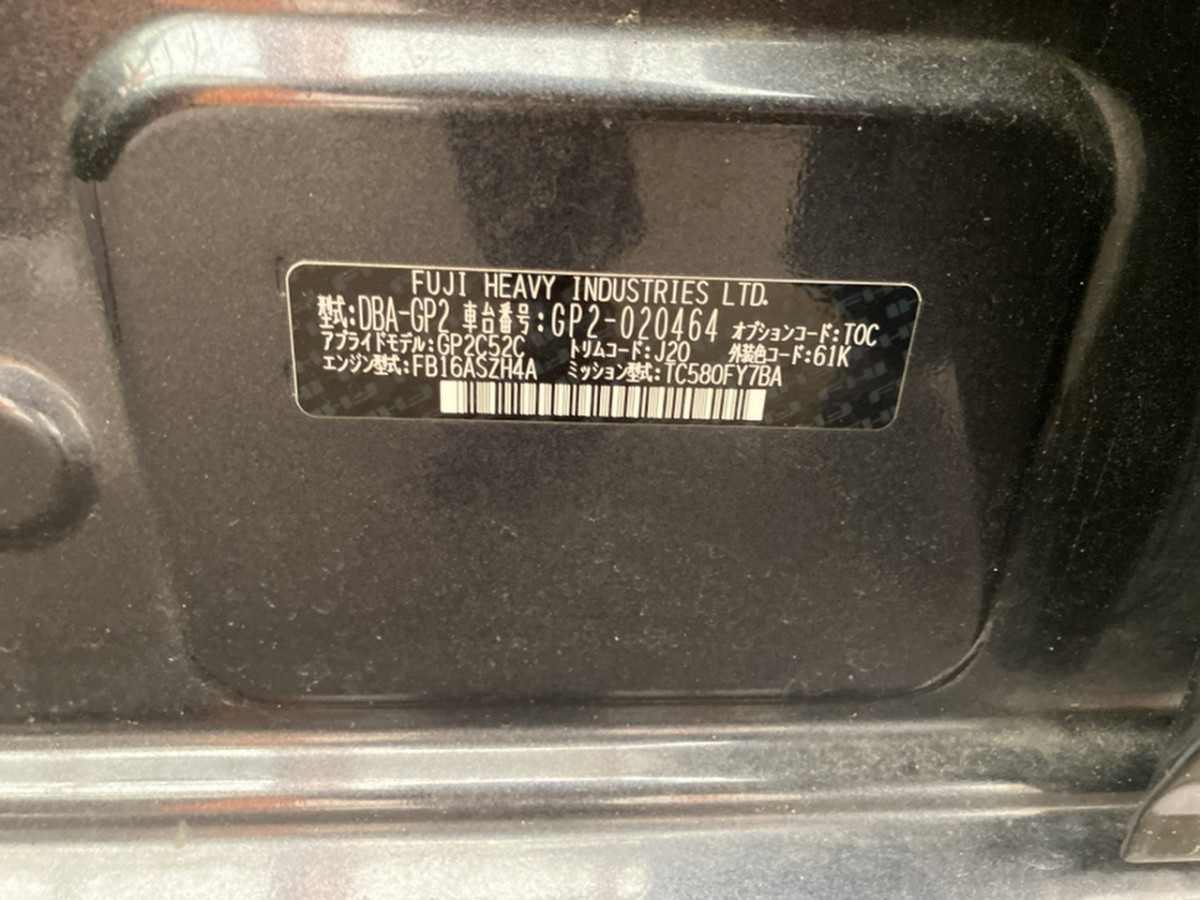 FUJI HEAVY INDUSTRIES LTD.
型式:DBA-GP2 車台番号:GP2-020464 オプションコード:TOC
アプライドモデル:GP2C52C トリムコード:J20 外装色コード:61K
エンジン型式:FB16ASZH4A ミッション型式:TC580FY7BA